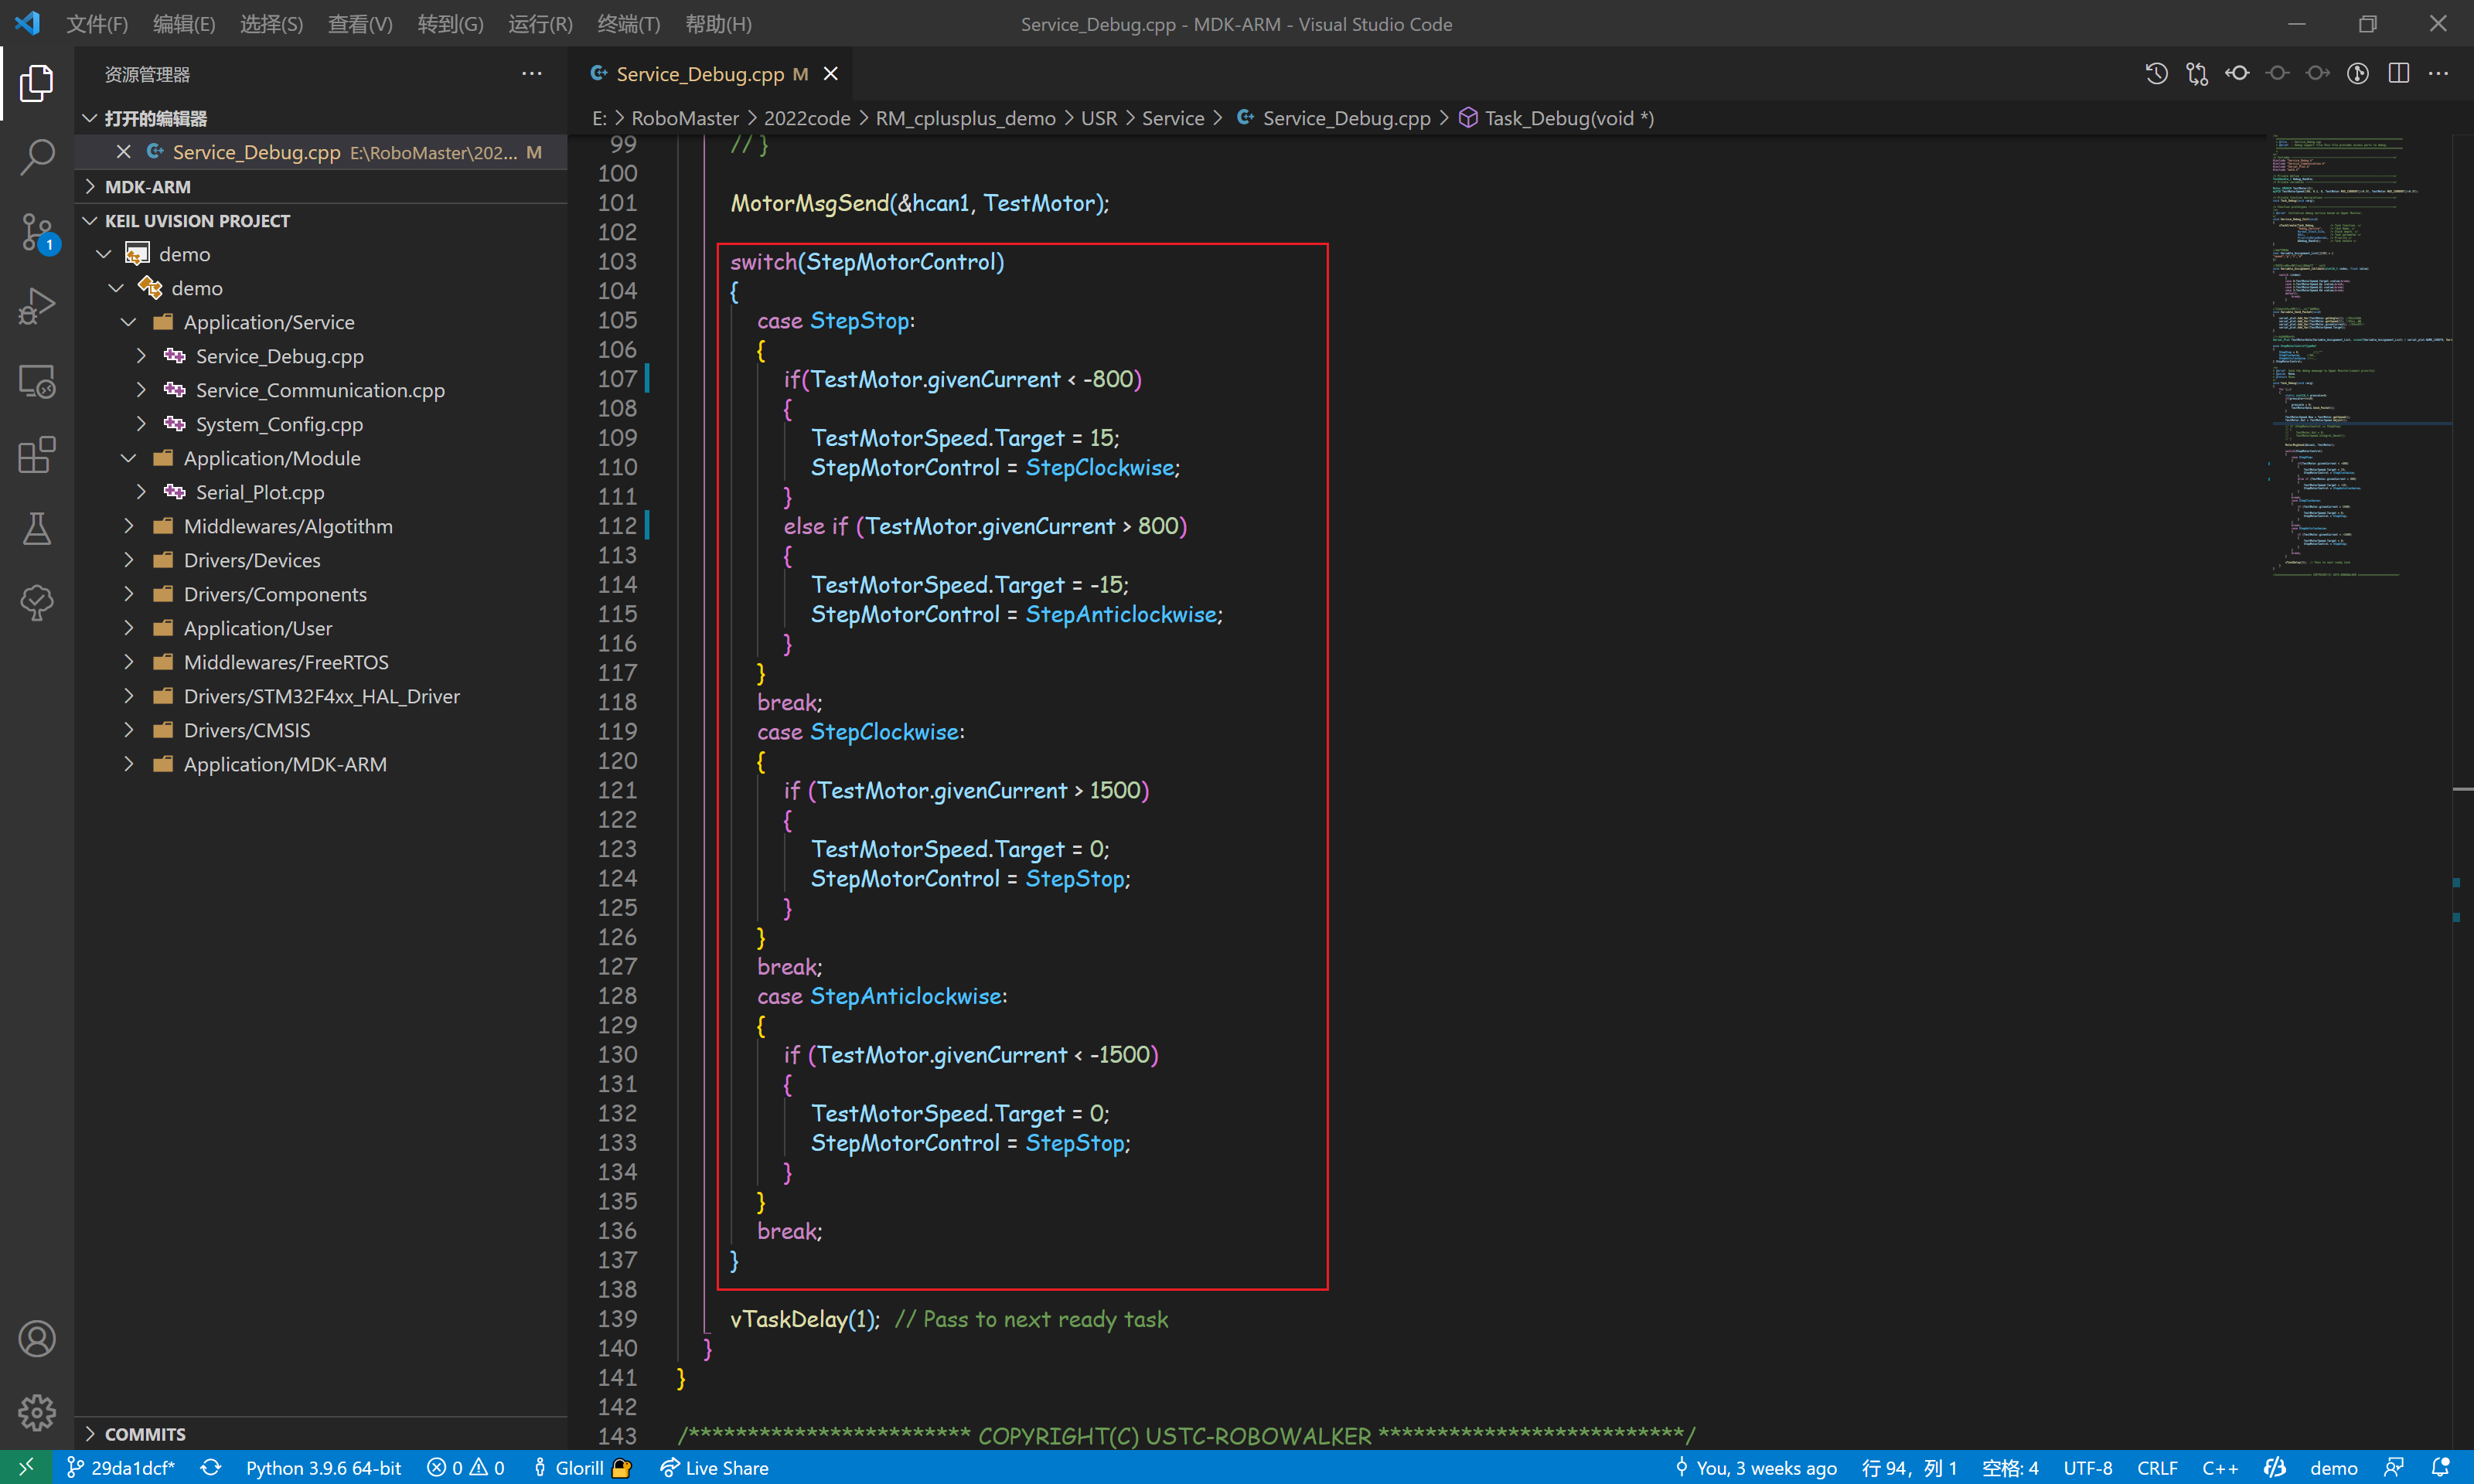 文件(F) 编辑(E) 选择(S) 查看(V) 转到(G) 运行(R) 终端(T) 帮助(H) Service_Debug.cpp - MDK-ARM - Visual Studio Code
资源管理器
打开的编辑器
Service_Debug.cpp E:\RoboMaster\202... M
MDK-ARM
KEIL UVISION PROJECT
demo
demo
Application/Service
Service_Debug.cpp
Service_Communication.cpp
System_Config.cpp
Application/Module
Serial_Plot.cpp
Middlewares/Algotithm
Drivers/Devices
Drivers/Components
Application/User
Middlewares/FreeRTOS
Drivers/STM32F4xx_HAL_Driver
Drivers/CMSIS
Application/MDK-ARM
COMMITS
1
Service_Debug.cpp M
E: > RoboMaster > 2022code > RM_cplusplus_demo > USR > Service > Service_Debug.cpp > Task_Debug(void *)
99 // }
100
101 MotorMsgSend(&hcan1, TestMotor);
102
103 switch(StepMotorControl)
104 {
105 case StepStop:
106 {
107 if(TestMotor.givenCurrent < -800)
108 {
109 TestMotorSpeed.Target = 15;
110 StepMotorControl = StepClockwise;
111 }
112 else if (TestMotor.givenCurrent > 800)
113 {
114 TestMotorSpeed.Target = -15;
115 StepMotorControl = StepAnticlockwise;
116 }
117 }
118 break;
119 case StepClockwise:
120 {
121 if (TestMotor.givenCurrent > 1500)
122 {
123 TestMotorSpeed.Target = 0;
124 StepMotorControl = StepStop;
125 }
126 }
127 break;
128 case StepAnticlockwise:
129 {
130 if (TestMotor.givenCurrent < -1500)
131 {
132 TestMotorSpeed.Target = 0;
133 StepMotorControl = StepStop;
134 }
135 }
136 break;
137 }
138
139 vTaskDelay(1); // Pass to next ready task
140 }
141 }
142
143 /************************ COPYRIGHT(C) USTC-ROBOWALKER **************************/
29da1dcf* Python 3.9.6 64-bit 0 0 Glorill Live Share You, 3 weeks ago 行 94，列 1 空格: 4 UTF-8 CRLF C++ demo